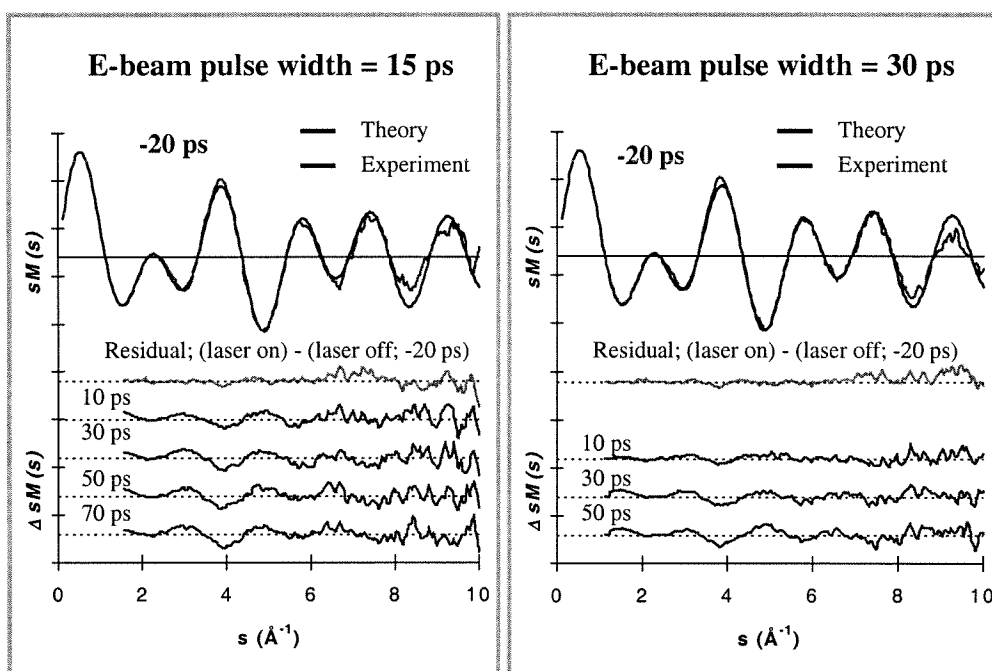 E-beam pulse width = 15 ps
-20 ps
Theory
Experiment
sM(s)
Residual; (laser on) - (laser off; -20 ps)
10 ps
30 ps
50 ps
70 ps
Δ sM(s)
0 2 4 6 8 10
s (Å⁻¹)
E-beam pulse width = 30 ps
-20 ps
Theory
Experiment
sM(s)
Residual; (laser on) - (laser off; -20 ps)
10 ps
30 ps
50 ps
Δ sM(s)
0 2 4 6 8 10
s (Å⁻¹)